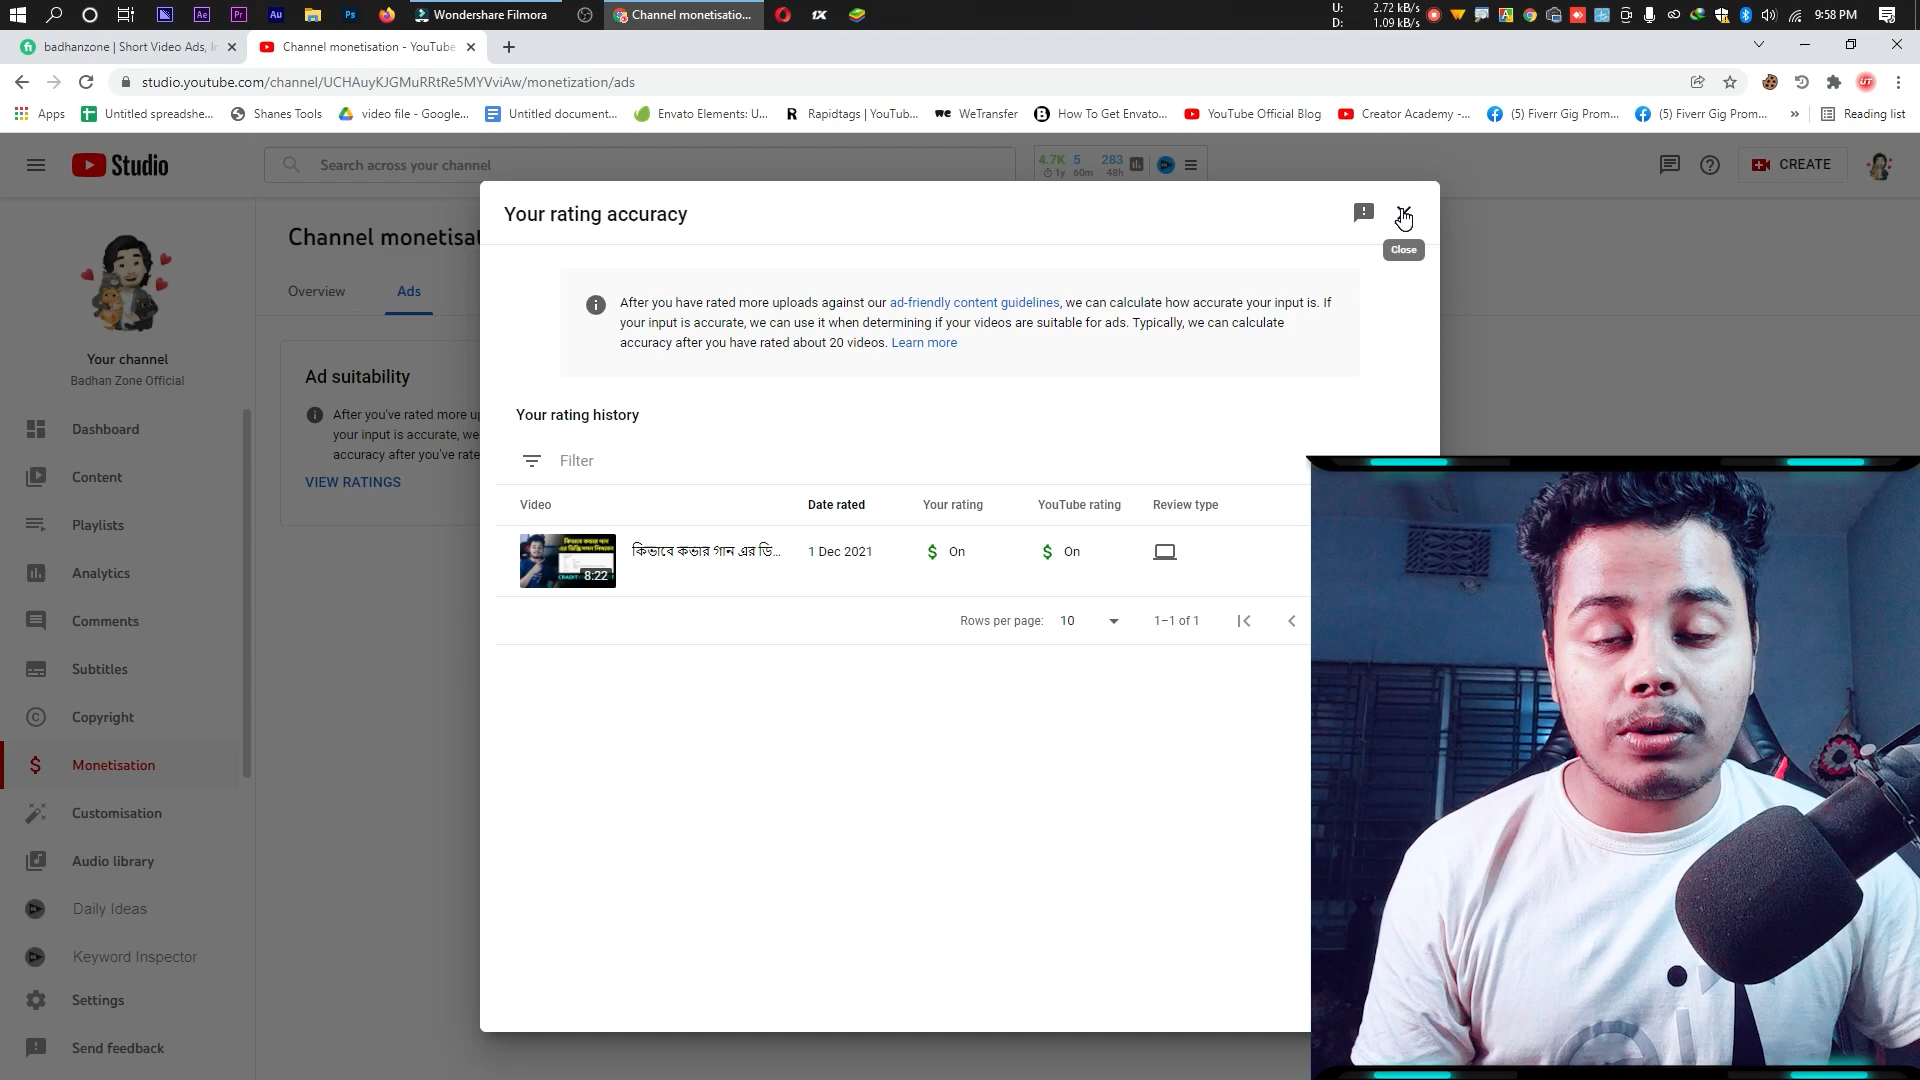 Wondershare Filmora
Channel monetisatio...
1X
U: 2.72 kB/s
D: 1.09 kB/s
9:58 PM
badhanzone | Short Video Ads, I
Channel monetisation - YouTube
studio.youtube.com/channel/UCHAuyKJGMuRRtRe5MYVviAw/monetization/ads
Apps
Untitled spreadshe...
Shanes Tools
video file - Google...
Untitled document...
Envato Elements: U...
Rapidtags | YouTub...
WeTransfer
How To Get Envato...
YouTube Official Blog
Creator Academy -...
(5) Fiverr Gig Prom...
(5) Fiverr Gig Prom...
»
Reading list
Studio
Search across your channel
4.7K 5 283
1y 60m 48h
CREATE
Your channel
Badhan Zone Official
Dashboard
Content
Playlists
Analytics
Comments
Subtitles
Copyright
Monetisation
Customisation
Audio library
Daily Ideas
Keyword Inspector
Settings
Send feedback
Channel monetisat
Overview
Ads
Ad suitability
After you've rated more up
your input is accurate, we
accuracy after you've rate
VIEW RATINGS
Your rating accuracy
Close
After you have rated more uploads against our ad-friendly content guidelines, we can calculate how accurate your input is. If
your input is accurate, we can use it when determining if your videos are suitable for ads. Typically, we can calculate
accuracy after you have rated about 20 videos. Learn more
Your rating history
Filter
Video
Date rated
Your rating
YouTube rating
Review type
8:22
কিভাবে কভার গান এর ডি...
1 Dec 2021
$ On
$ On
Rows per page: 10
1–1 of 1